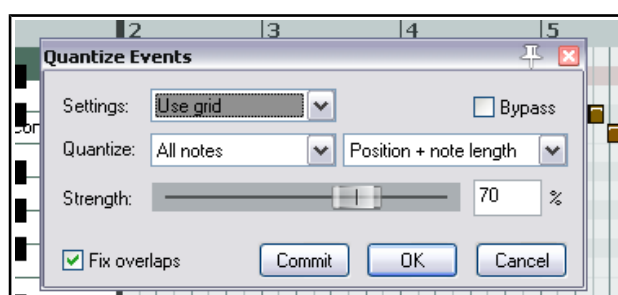 2 3 4 5
Quantize Events
Settings: Use grid Bypass
Quantize: All notes Position + note length
Strength: 70 %
Fix overlaps Commit OK Cancel